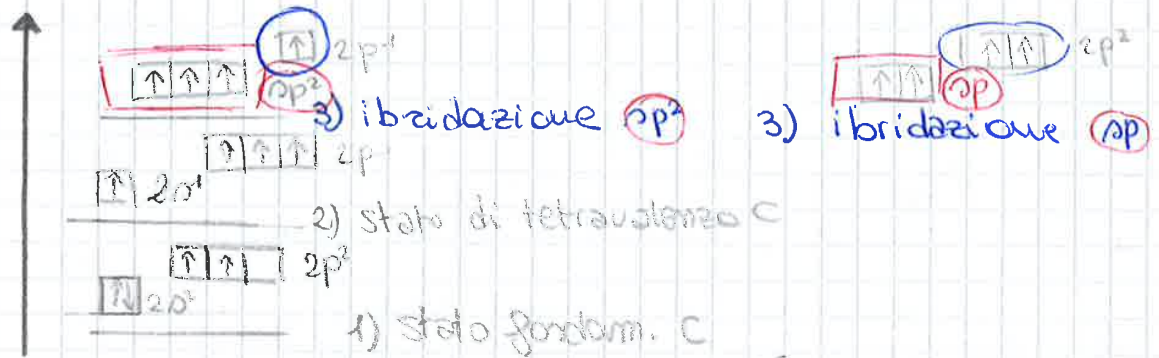 ↑ 2p¹
↑ ↑ ↑ sp²
3) ibridazione sp²
↑ ↑ 2p²
↑ ↑ sp
3) ibridazione sp
↑ ↑ ↑ 2p
↑ 2s¹
2) stato di tetravalenza C
↑ ↑ 2p²
↑↓ 2s²
1) stato fondam. C